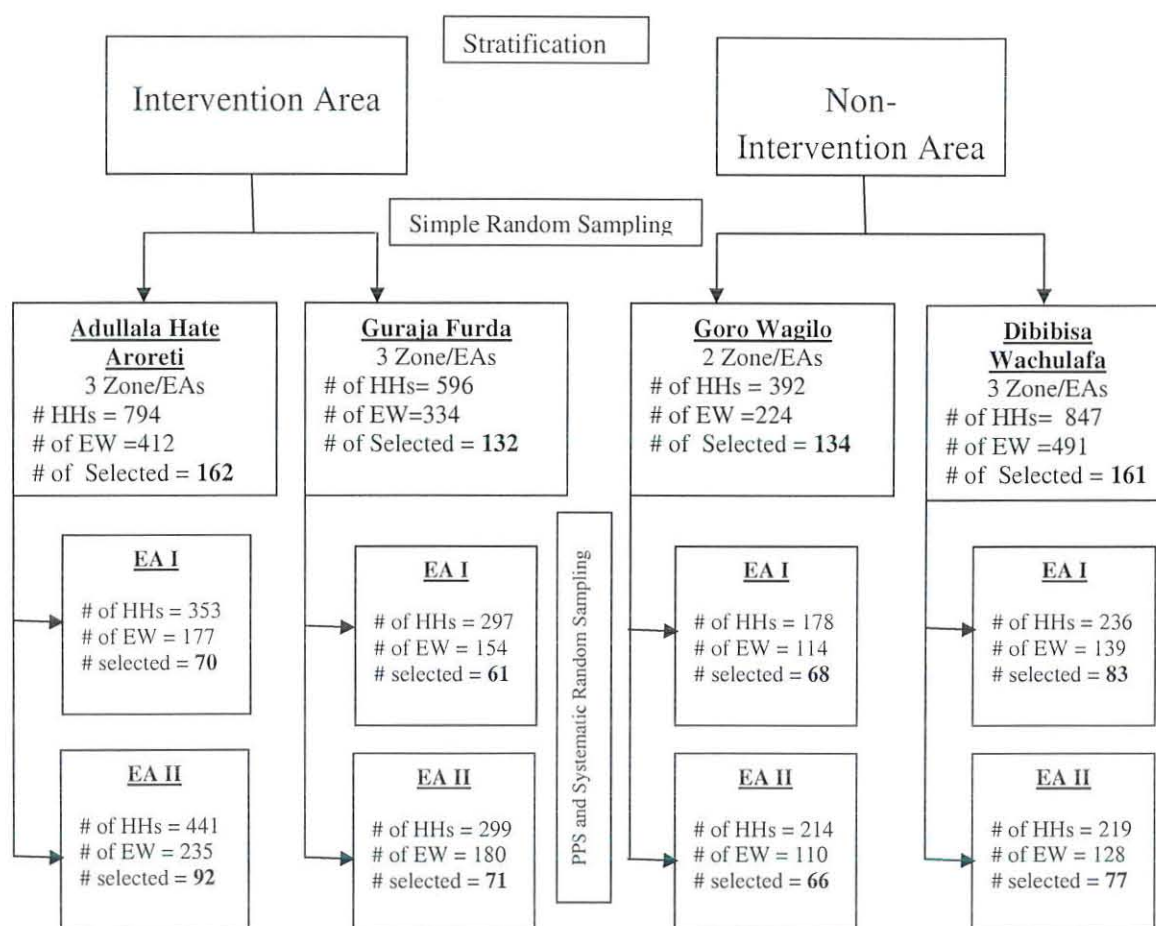 Stratification
Intervention Area
Non-
Intervention Area
Simple Random Sampling
Adullala Hate
Aroreti
3 Zone/EAs
# HHs = 794
# of EW =412
# of Selected = 162
Guraja Furda
3 Zone/EAs
# of HHs= 596
# of EW=334
# of Selected = 132
Goro Wagilo
2 Zone/EAs
# of HHs = 392
# of EW =224
# of Selected = 134
Dibibisa
Wachulafa
3 Zone/EAs
# of HHs= 847
# of EW =491
# of Selected = 161
PPS and Systematic Random Sampling
EA I
# of HHs = 353
# of EW = 177
# selected = 70
EA I
# of HHs = 297
# of EW = 154
# selected = 61
EA I
# of HHs = 178
# of EW = 114
# selected = 68
EA I
# of HHs = 236
# of EW = 139
# selected = 83
EA II
# of HHs = 441
# of EW = 235
# selected = 92
EA II
# of HHs = 299
# of EW = 180
# selected = 71
EA II
# of HHs = 214
# of EW = 110
# selected = 66
EA II
# of HHs = 219
# of EW = 128
# selected = 77